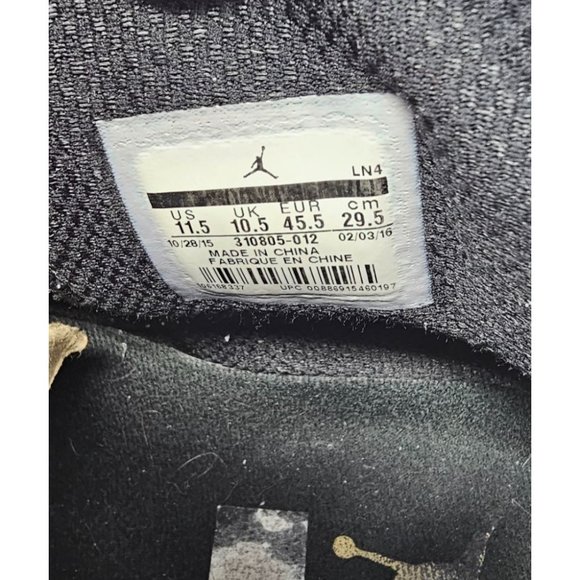 LN4
US UK EUR cm
11.5 10.5 45.5 29.5
10/28/15 310805-012 02/03/16
MADE IN CHINA
FABRIQUE EN CHINE
UPC 00886915460197